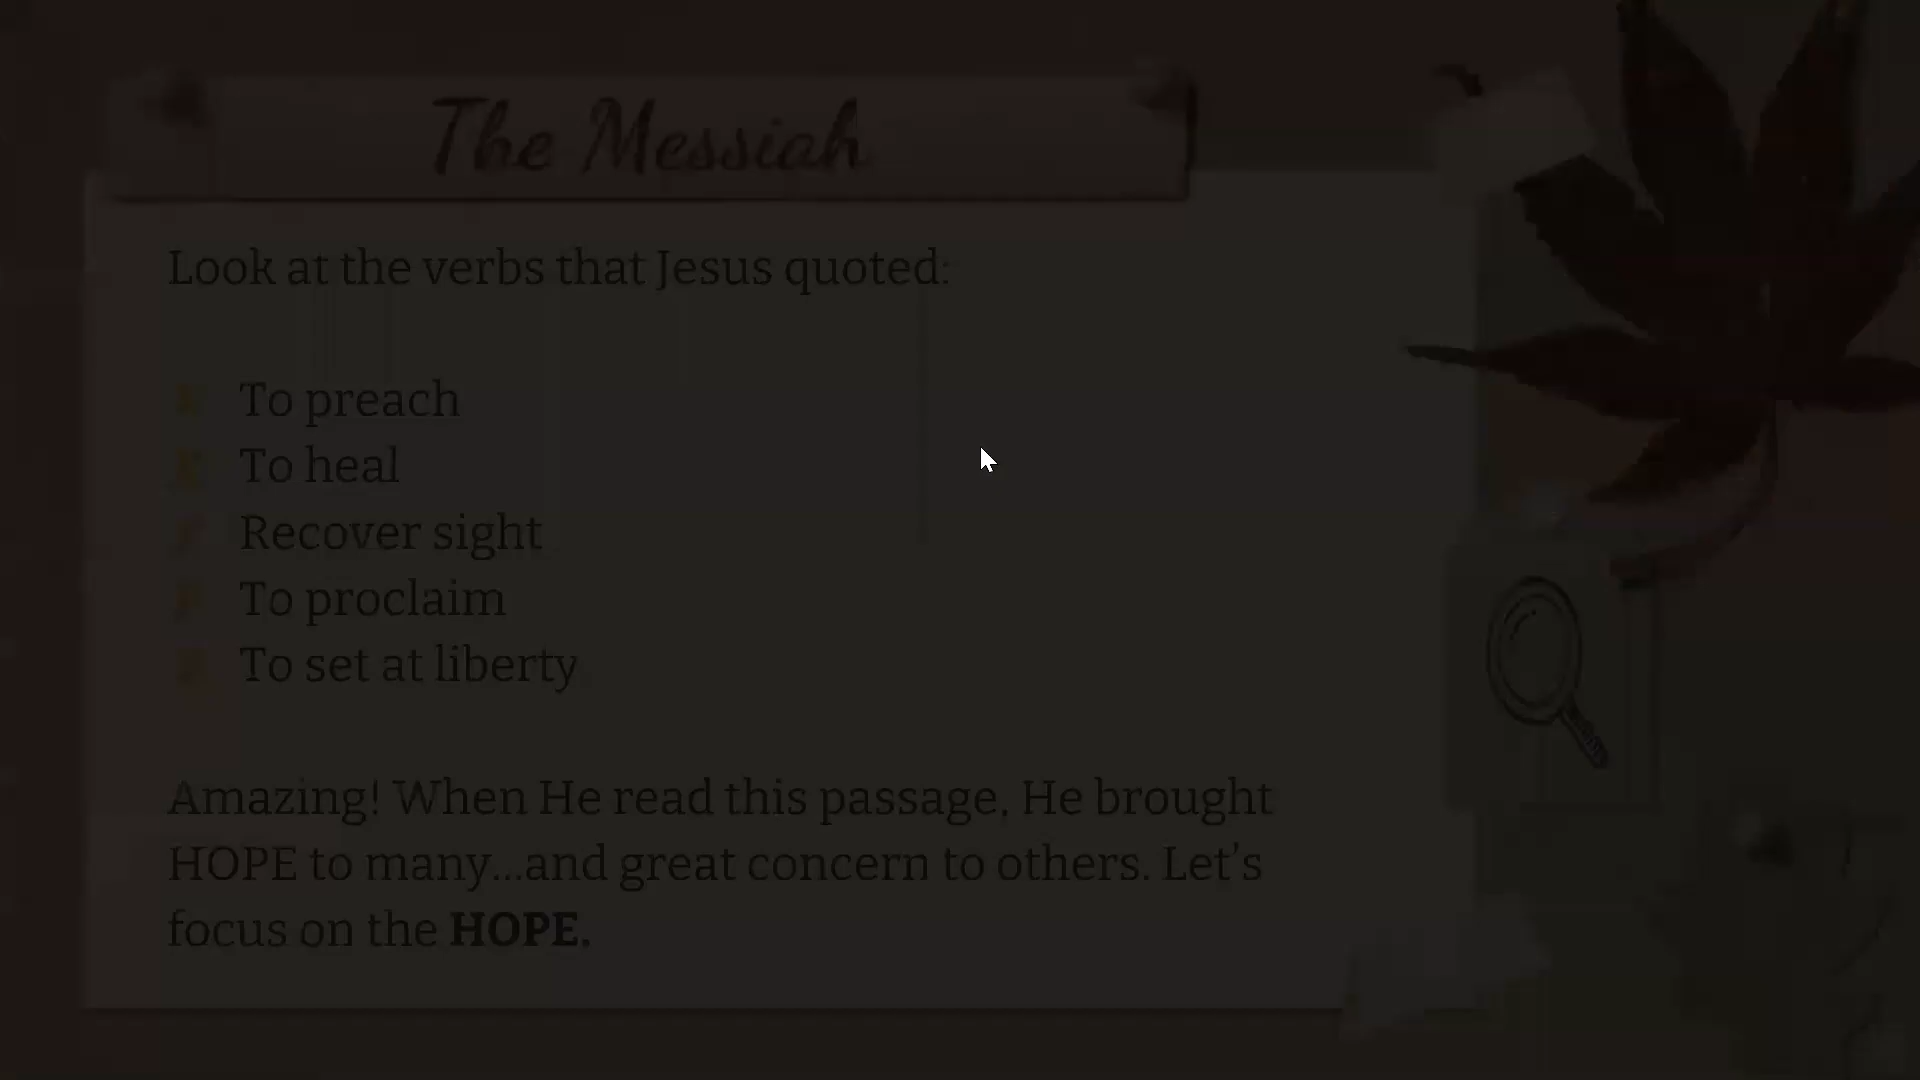 The Messiah
Look at the verbs that Jesus quoted:
To preach
To heal
Recover sight
To proclaim
To set at liberty
Amazing! When He read this passage, He brought
HOPE to many...and great concern to others. Let's
focus on the HOPE.